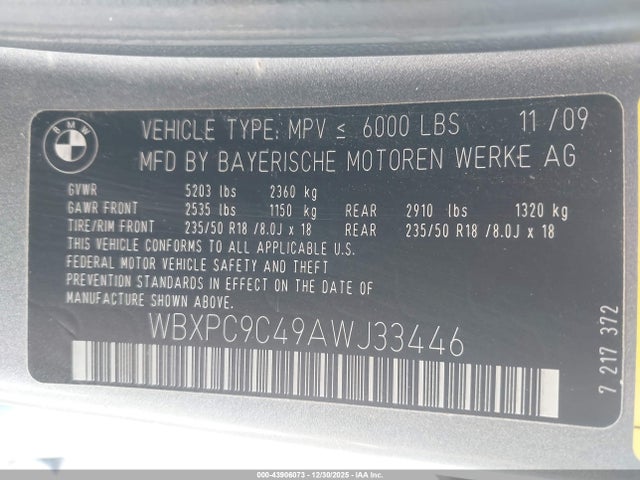 BMW
VEHICLE TYPE: MPV ≤ 6000 LBS 11/09
MFD BY BAYERISCHE MOTOREN WERKE AG
GVWR 5203 lbs 2360 kg
GAWR FRONT 2535 lbs 1150 kg REAR 2910 lbs 1320 kg
TIRE/RIM FRONT 235/50 R18 /8.0J x 18 REAR 235/50 R18 /8.0J x 18
THIS VEHICLE CONFORMS TO ALL APPLICABLE U.S.
FEDERAL MOTOR VEHICLE SAFETY AND THEFT
PREVENTION STANDARDS IN EFFECT ON DATE OF
MANUFACTURE SHOWN ABOVE
WBXPC9C49AWJ33446
7 217 372
000-43906073 - 12/30/2025 - IAAI.COM